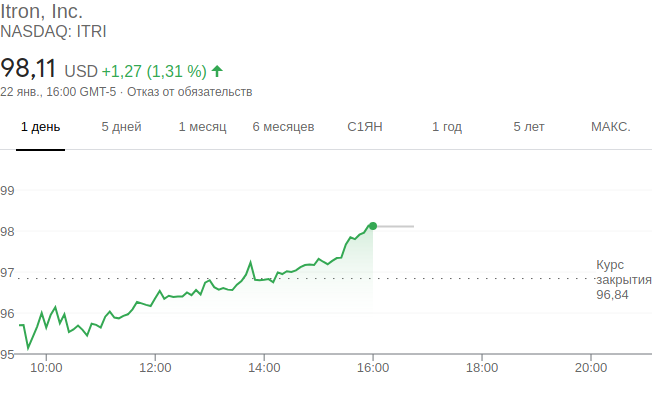 Itron, Inc.
NASDAQ: ITRI
98,11 USD +1,27 (1,31 %)
22 янв., 16:00 GMT-5 · Отказ от обязательств
1 день 5 дней 1 месяц 6 месяцев С1ЯН 1 год 5 лет МАКС.
99
98
97
96
95
Курс
закрытия
96,84
10:00 12:00 14:00 16:00 18:00 20:00